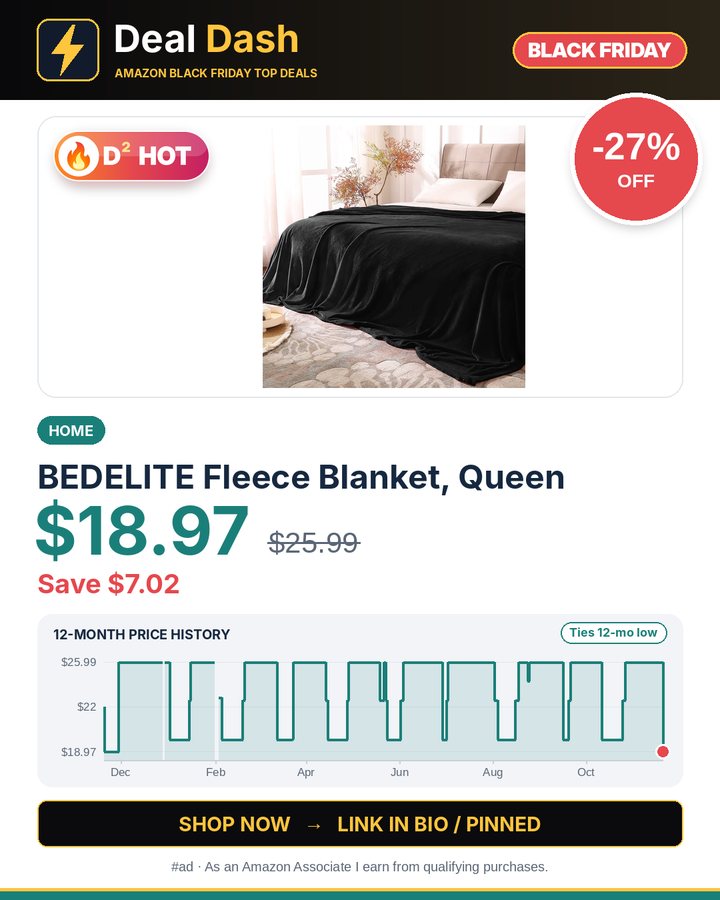 Deal Dash
AMAZON BLACK FRIDAY TOP DEALS
BLACK FRIDAY
🔥 D² HOT
-27%
OFF
HOME
BEDELITE Fleece Blanket, Queen
$18.97 $25.99
Save $7.02
12-MONTH PRICE HISTORY
Ties 12-mo low
$25.99
$22
$18.97
Dec Feb Apr Jun Aug Oct
SHOP NOW → LINK IN BIO / PINNED
#ad · As an Amazon Associate I earn from qualifying purchases.